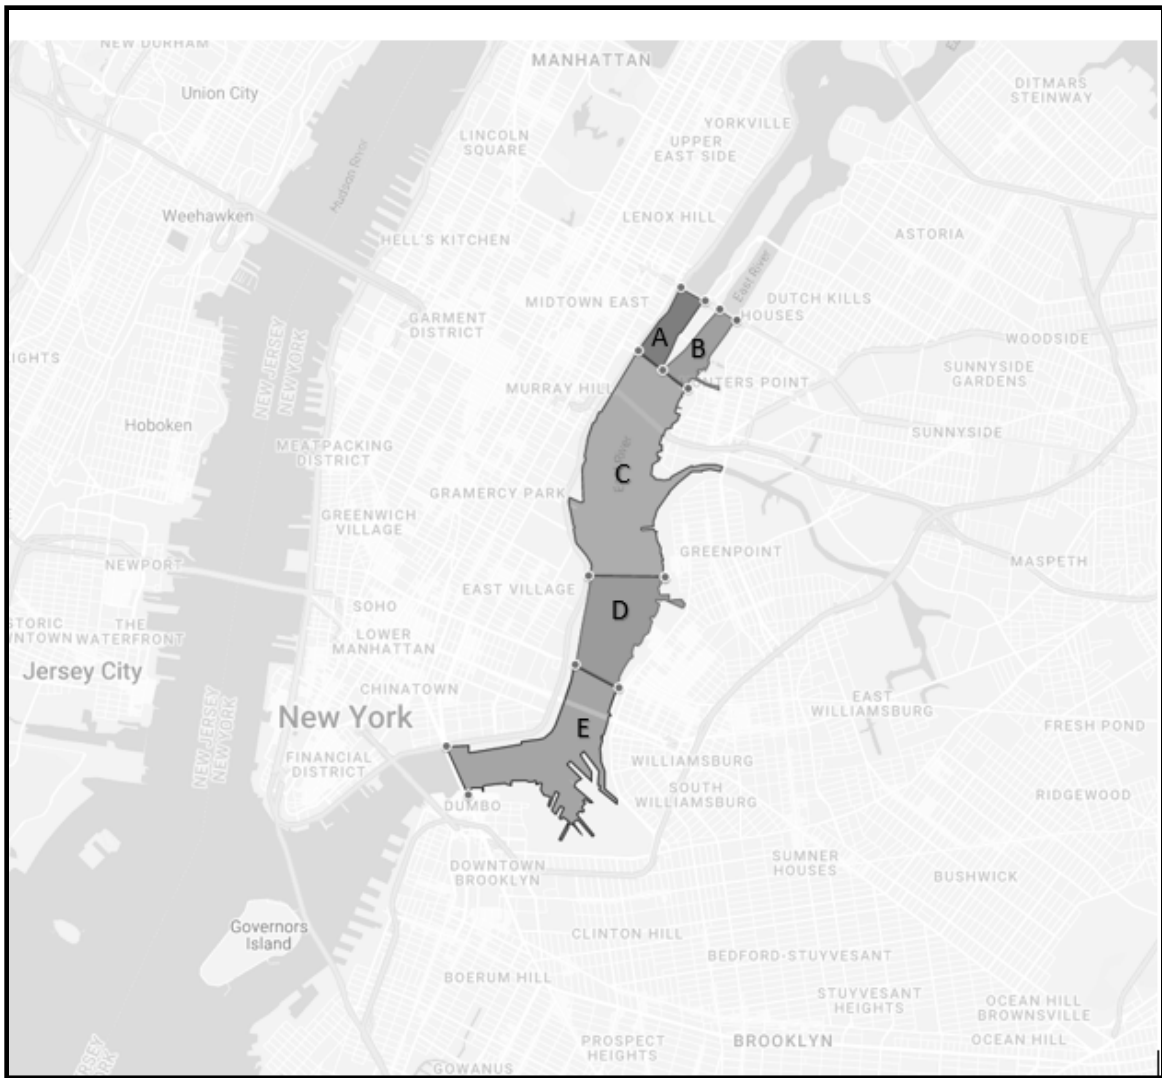 NEW DURHAM
MANHATTAN
Union City
DITMARS
STEINWAY
YORKVILLE
LINCOLN
SQUARE
UPPER
EAST SIDE
Hudson River
Weehawken
LENOX HILL
HELL'S KITCHEN
ASTORIA
East River
MIDTOWN EAST
DUTCH KILLS
HOUSES
GARMENT
DISTRICT
A
B
WOODSIDE
IGHTS
NEW JERSEY
NEW YORK
SUNNYSIDE
GARDENS
MURRAY HILL
NTERS POINT
Hoboken
SUNNYSIDE
MEATPACKING
DISTRICT
River
C
GRAMERCY PARK
GREENWICH
VILLAGE
GREENPOINT
NEWPORT
MASPETH
EAST VILLAGE
SOHO
D
STORIC
NTOWN
THE
WATERFRONT
LOWER
MANHATTAN
Jersey City
CHINATOWN
New York
E
EAST
WILLIAMSBURG
FRESH POND
NEW JERSEY
NEW YORK
FINANCIAL
DISTRICT
WILLIAMSBURG
SOUTH
WILLIAMSBURG
RIDGEWOOD
DUMBO
DOWNTOWN
BROOKLYN
SUMNER
HOUSES
BUSHWICK
Governors
Island
CLINTON HILL
BEDFORD-STUYVESANT
BOERUM HILL
STUYVESANT
HEIGHTS
OCEAN HILL
BROWNSVILLE
PROSPECT
HEIGHTS
BROOKLYN
OCEAN HILL
GOWANUS